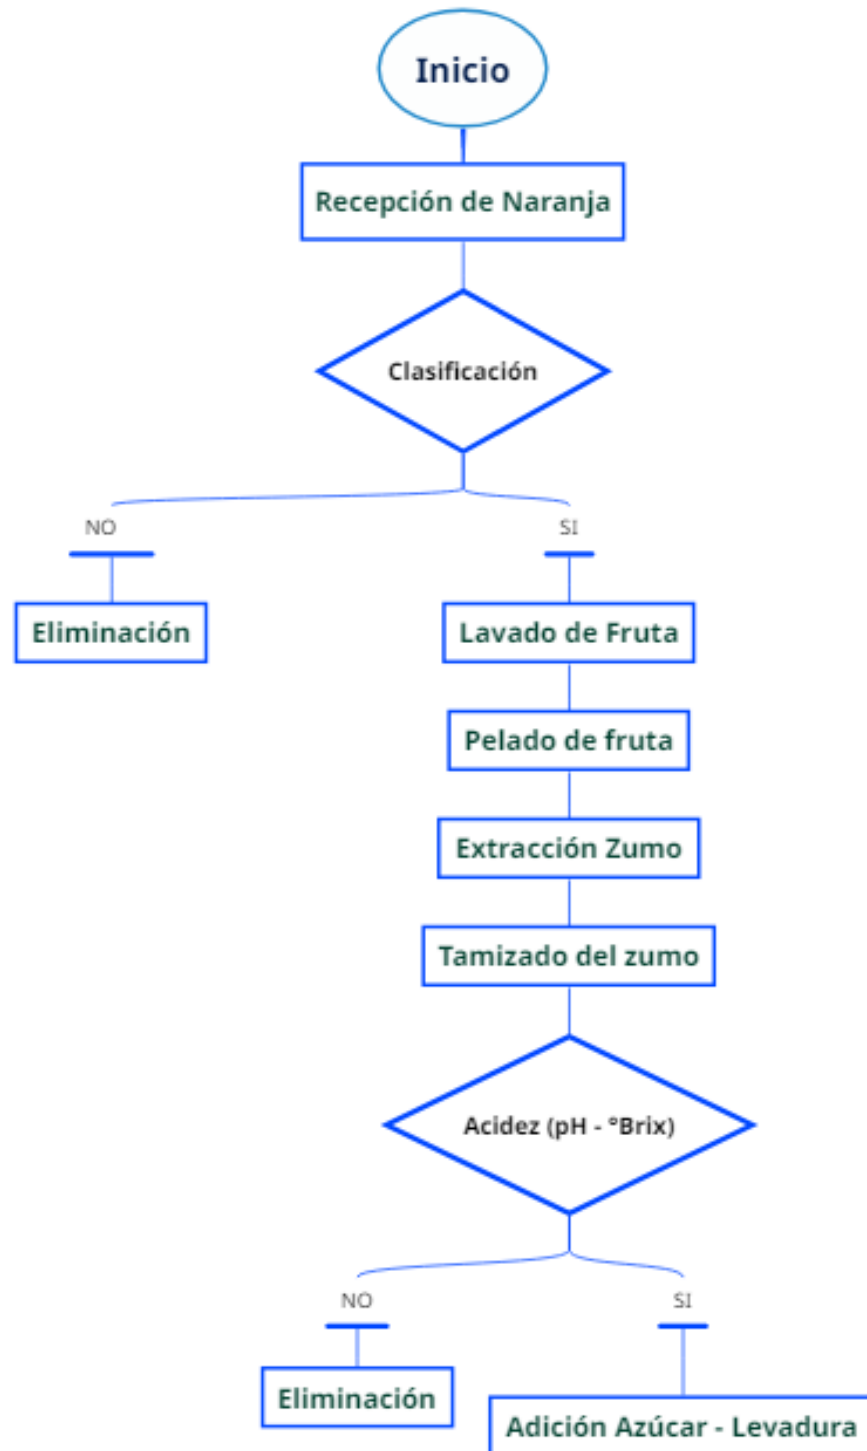 Inicio
Recepción de Naranja
Clasificación
NO
SI
Eliminación
Lavado de Fruta
Pelado de fruta
Extracción Zumo
Tamizado del zumo
Acidez (pH - °Brix)
NO
SI
Eliminación
Adición Azúcar - Levadura